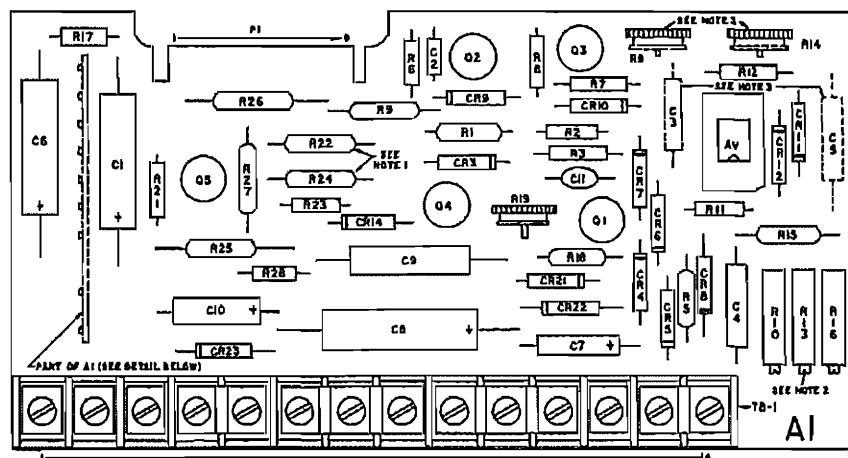 SEE NOTE 3
P1
R17
R6
C2
Q2
R8
Q3
R9
R14
R7
R12
SEE NOTE 3
CR9
CR10
R26
R9
C6
C1
C3
C5
A4
CR11
CR12
R1
R2
R22
SEE
NOTE 1
R3
CR3
R21
Q5
R27
R24
C11
CR7
R23
Q4
R19
Q1
CR6
R11
CR14
R25
R18
R15
C9
R28
CR21
CR4
R5
CR8
C4
R10
R13
R16
C10
C8
CR22
CR5
CR23
C7
PART OF A1 (SEE DETAIL BELOW)
SEE NOTE 2
TB-1
A1